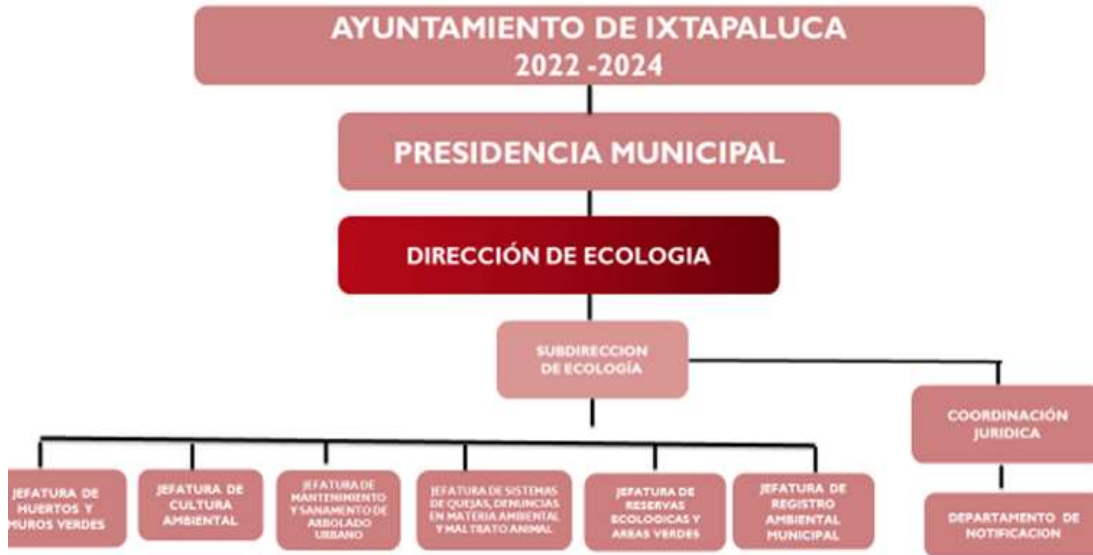 AYUNTAMIENTO DE IXTAPALUCA
2022 -2024
PRESIDENCIA MUNICIPAL
DIRECCIÓN DE ECOLOGIA
SUBDIRECCION
DE ECOLOGÍA
COORDINACIÓN
JURIDICA
JEFATURA DE
HUERTOS Y
MUROS VERDES
JEFATURA DE
CULTURA
AMBIENTAL
JEFATURA DE
MANTENIMIENTO
Y SANAMENTO DE
ARBOLADO
URBANO
JEFATURA DE SISTEMAS
DE QUEJAS, DENUNCIAS
EN MATERIA AMBIENTAL
Y MALTRATO ANIMAL
JEFATURA DE
RESERVAS
ECOLOGICAS Y
AREAS VERDES
JEFATURA DE
REGISTRO
AMBIENTAL
MUNICIPAL
DEPARTAMENTO DE
NOTIFICACION